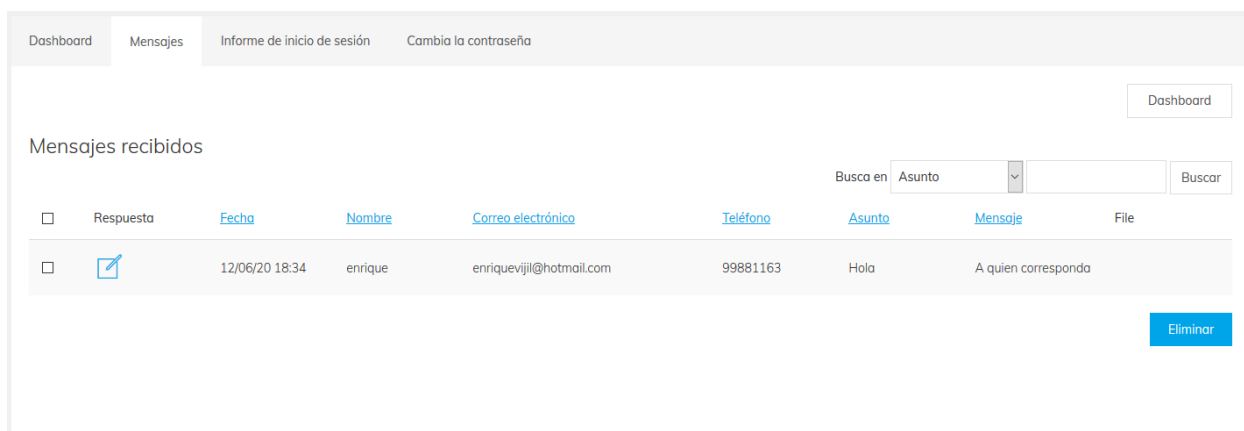 Dashboard Mensajes Informe de inicio de sesión Cambia la contraseña
Dashboard
Mensajes recibidos
Busca en Asunto Buscar
Respuesta Fecha Nombre Correo electrónico Teléfono Asunto Mensaje File
12/06/20 18:34 enrique enriquevijil@hotmail.com 99881163 Hola A quien corresponda
Eliminar